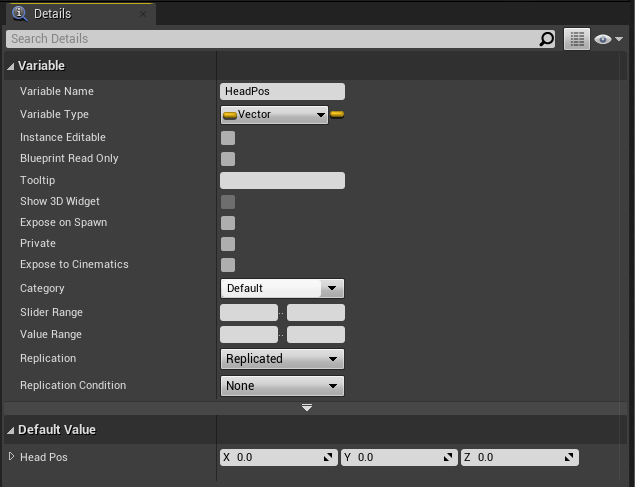 Details
Search Details
Variable
Variable Name HeadPos
Variable Type Vector
Instance Editable
Blueprint Read Only
Tooltip
Show 3D Widget
Expose on Spawn
Private
Expose to Cinematics
Category Default
Slider Range ..
Value Range ..
Replication Replicated
Replication Condition None
Default Value
Head Pos X 0.0 Y 0.0 Z 0.0